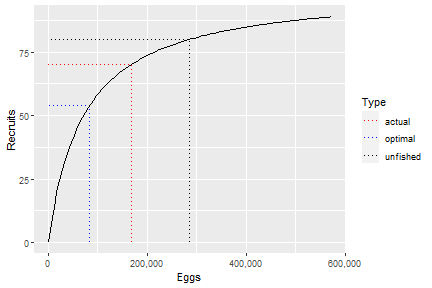 75
50
25
0
Recruits
0
200,000
400,000
600,000
Eggs
Type
actual
optimal
unfished